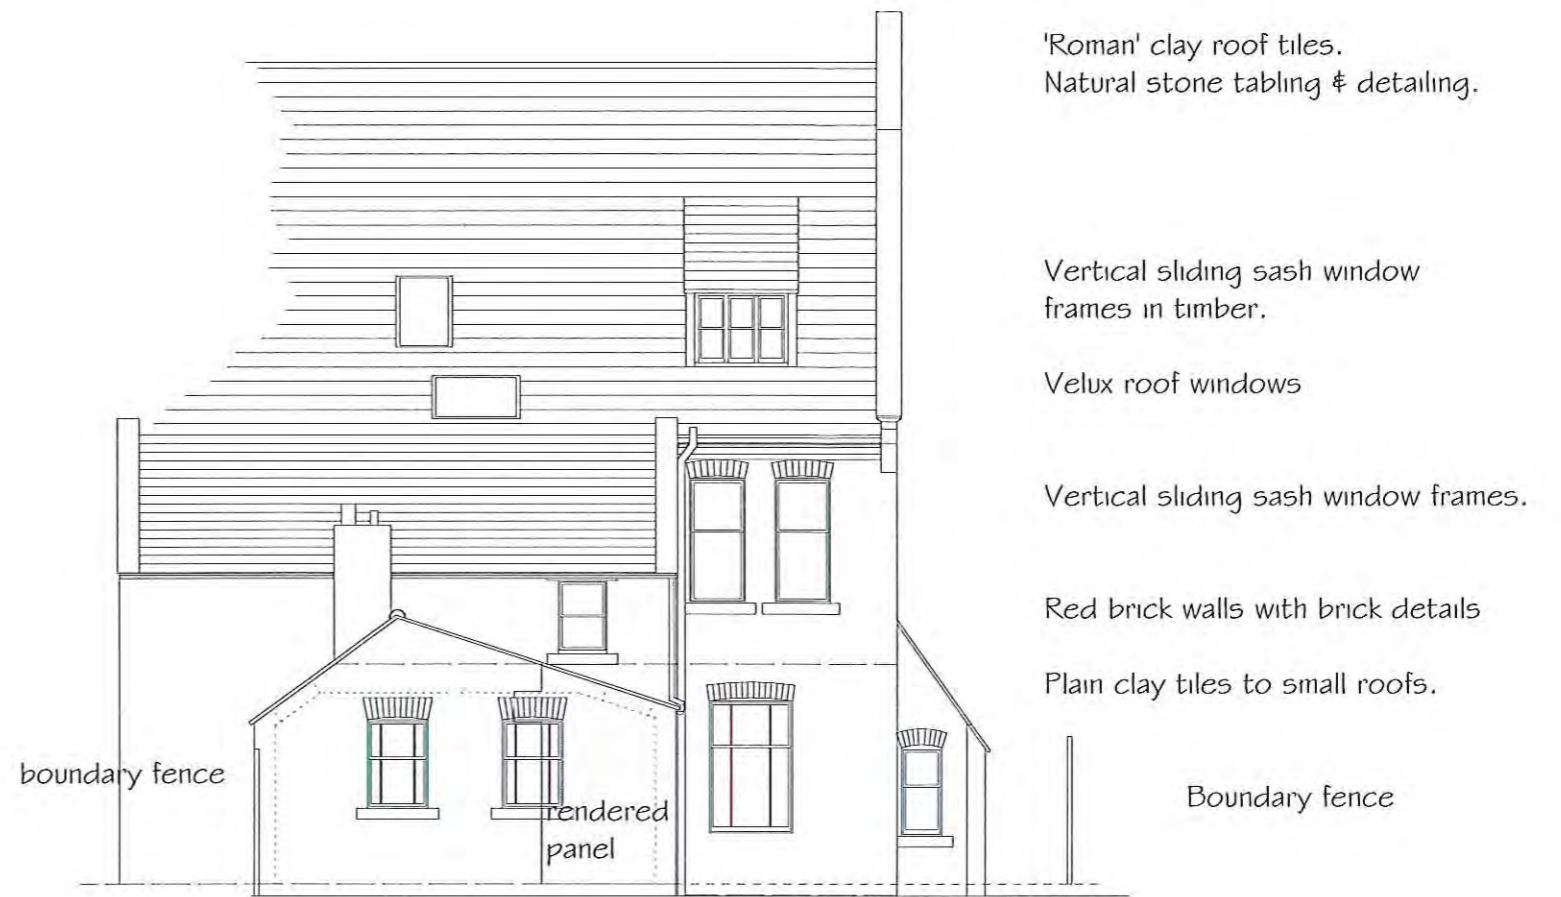 'Roman' clay roof tiles.
Natural stone tabling & detailing.
Vertical sliding sash window
frames in timber.
Velux roof windows
Vertical sliding sash window frames.
Red brick walls with brick details
Plain clay tiles to small roofs.
boundary fence
rendered
panel
Boundary fence